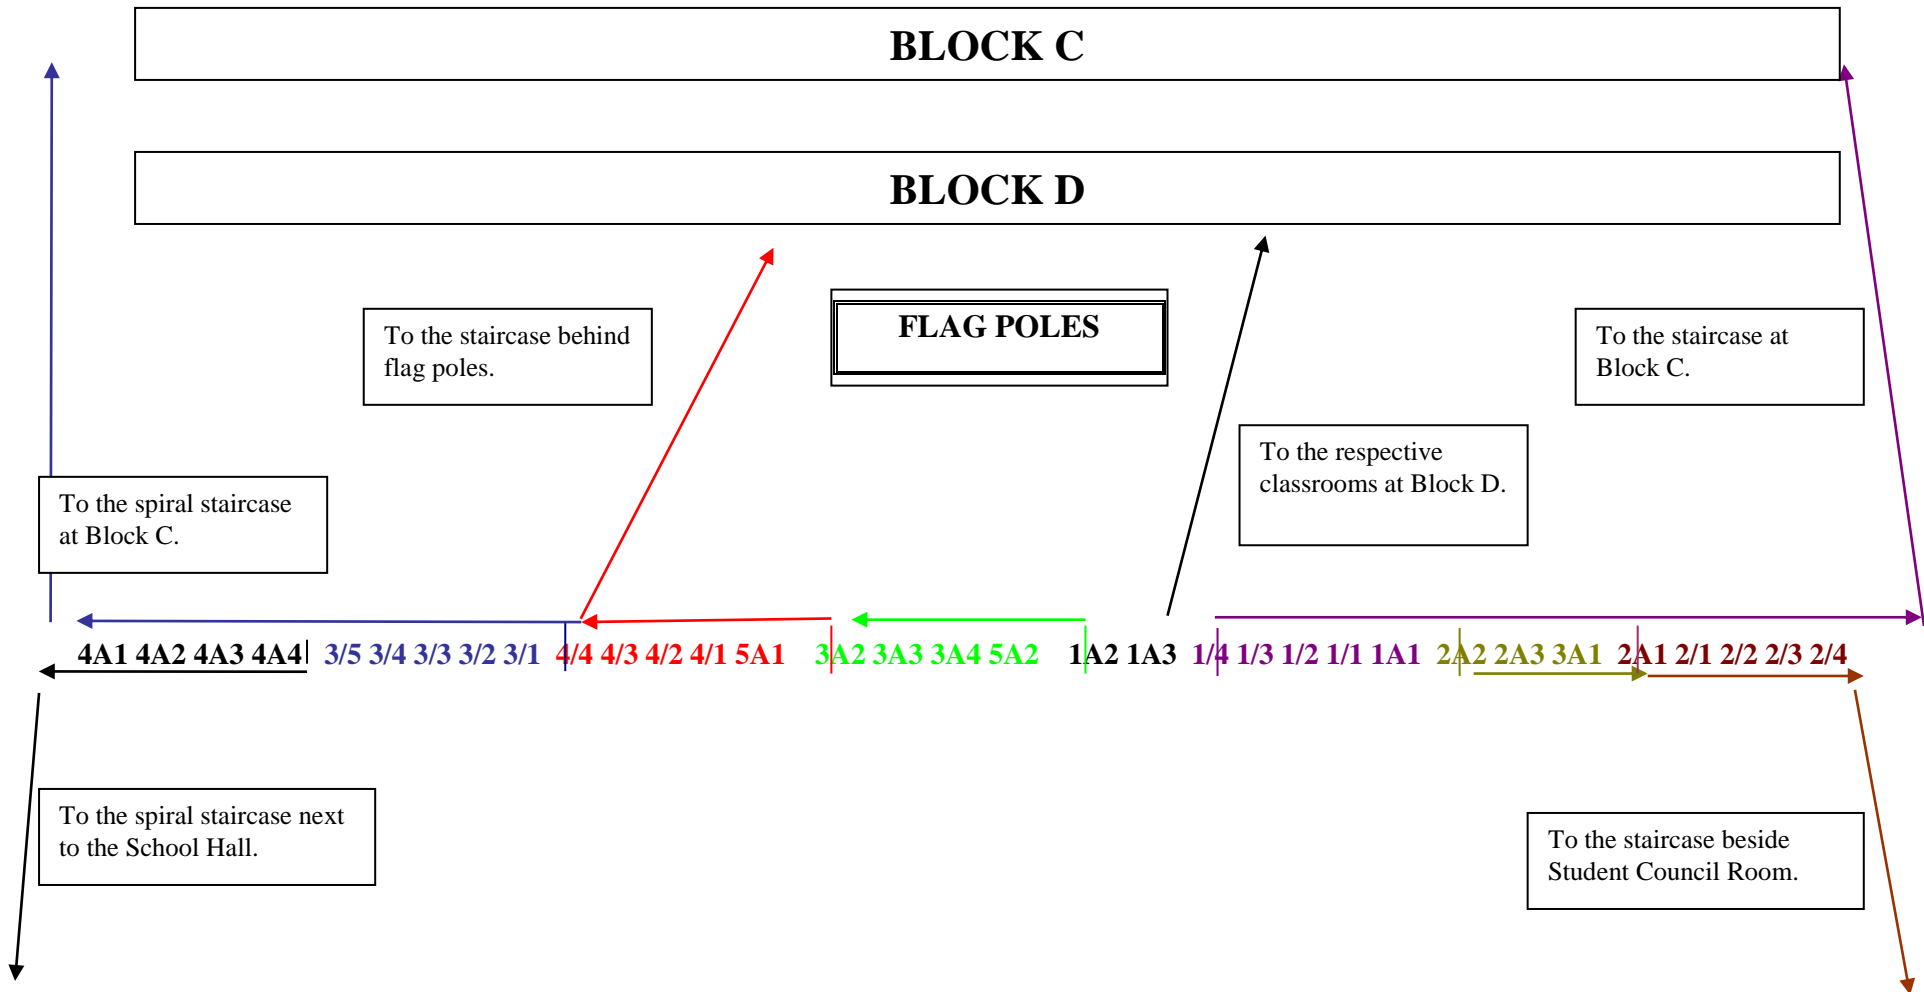 BLOCK C
BLOCK D
FLAG POLES
To the staircase behind
flag poles.
To the staircase at
Block C.
To the respective
classrooms at Block D.
To the spiral staircase
at Block C.
4A1 4A2 4A3 4A4 3/5 3/4 3/3 3/2 3/1 4/4 4/3 4/2 4/1 5A1 3A2 3A3 3A4 5A2 1A2 1A3 1/4 1/3 1/2 1/1 1A1 2A2 2A3 3A1 2A1 2/1 2/2 2/3 2/4
To the spiral staircase next
to the School Hall.
To the staircase beside
Student Council Room.